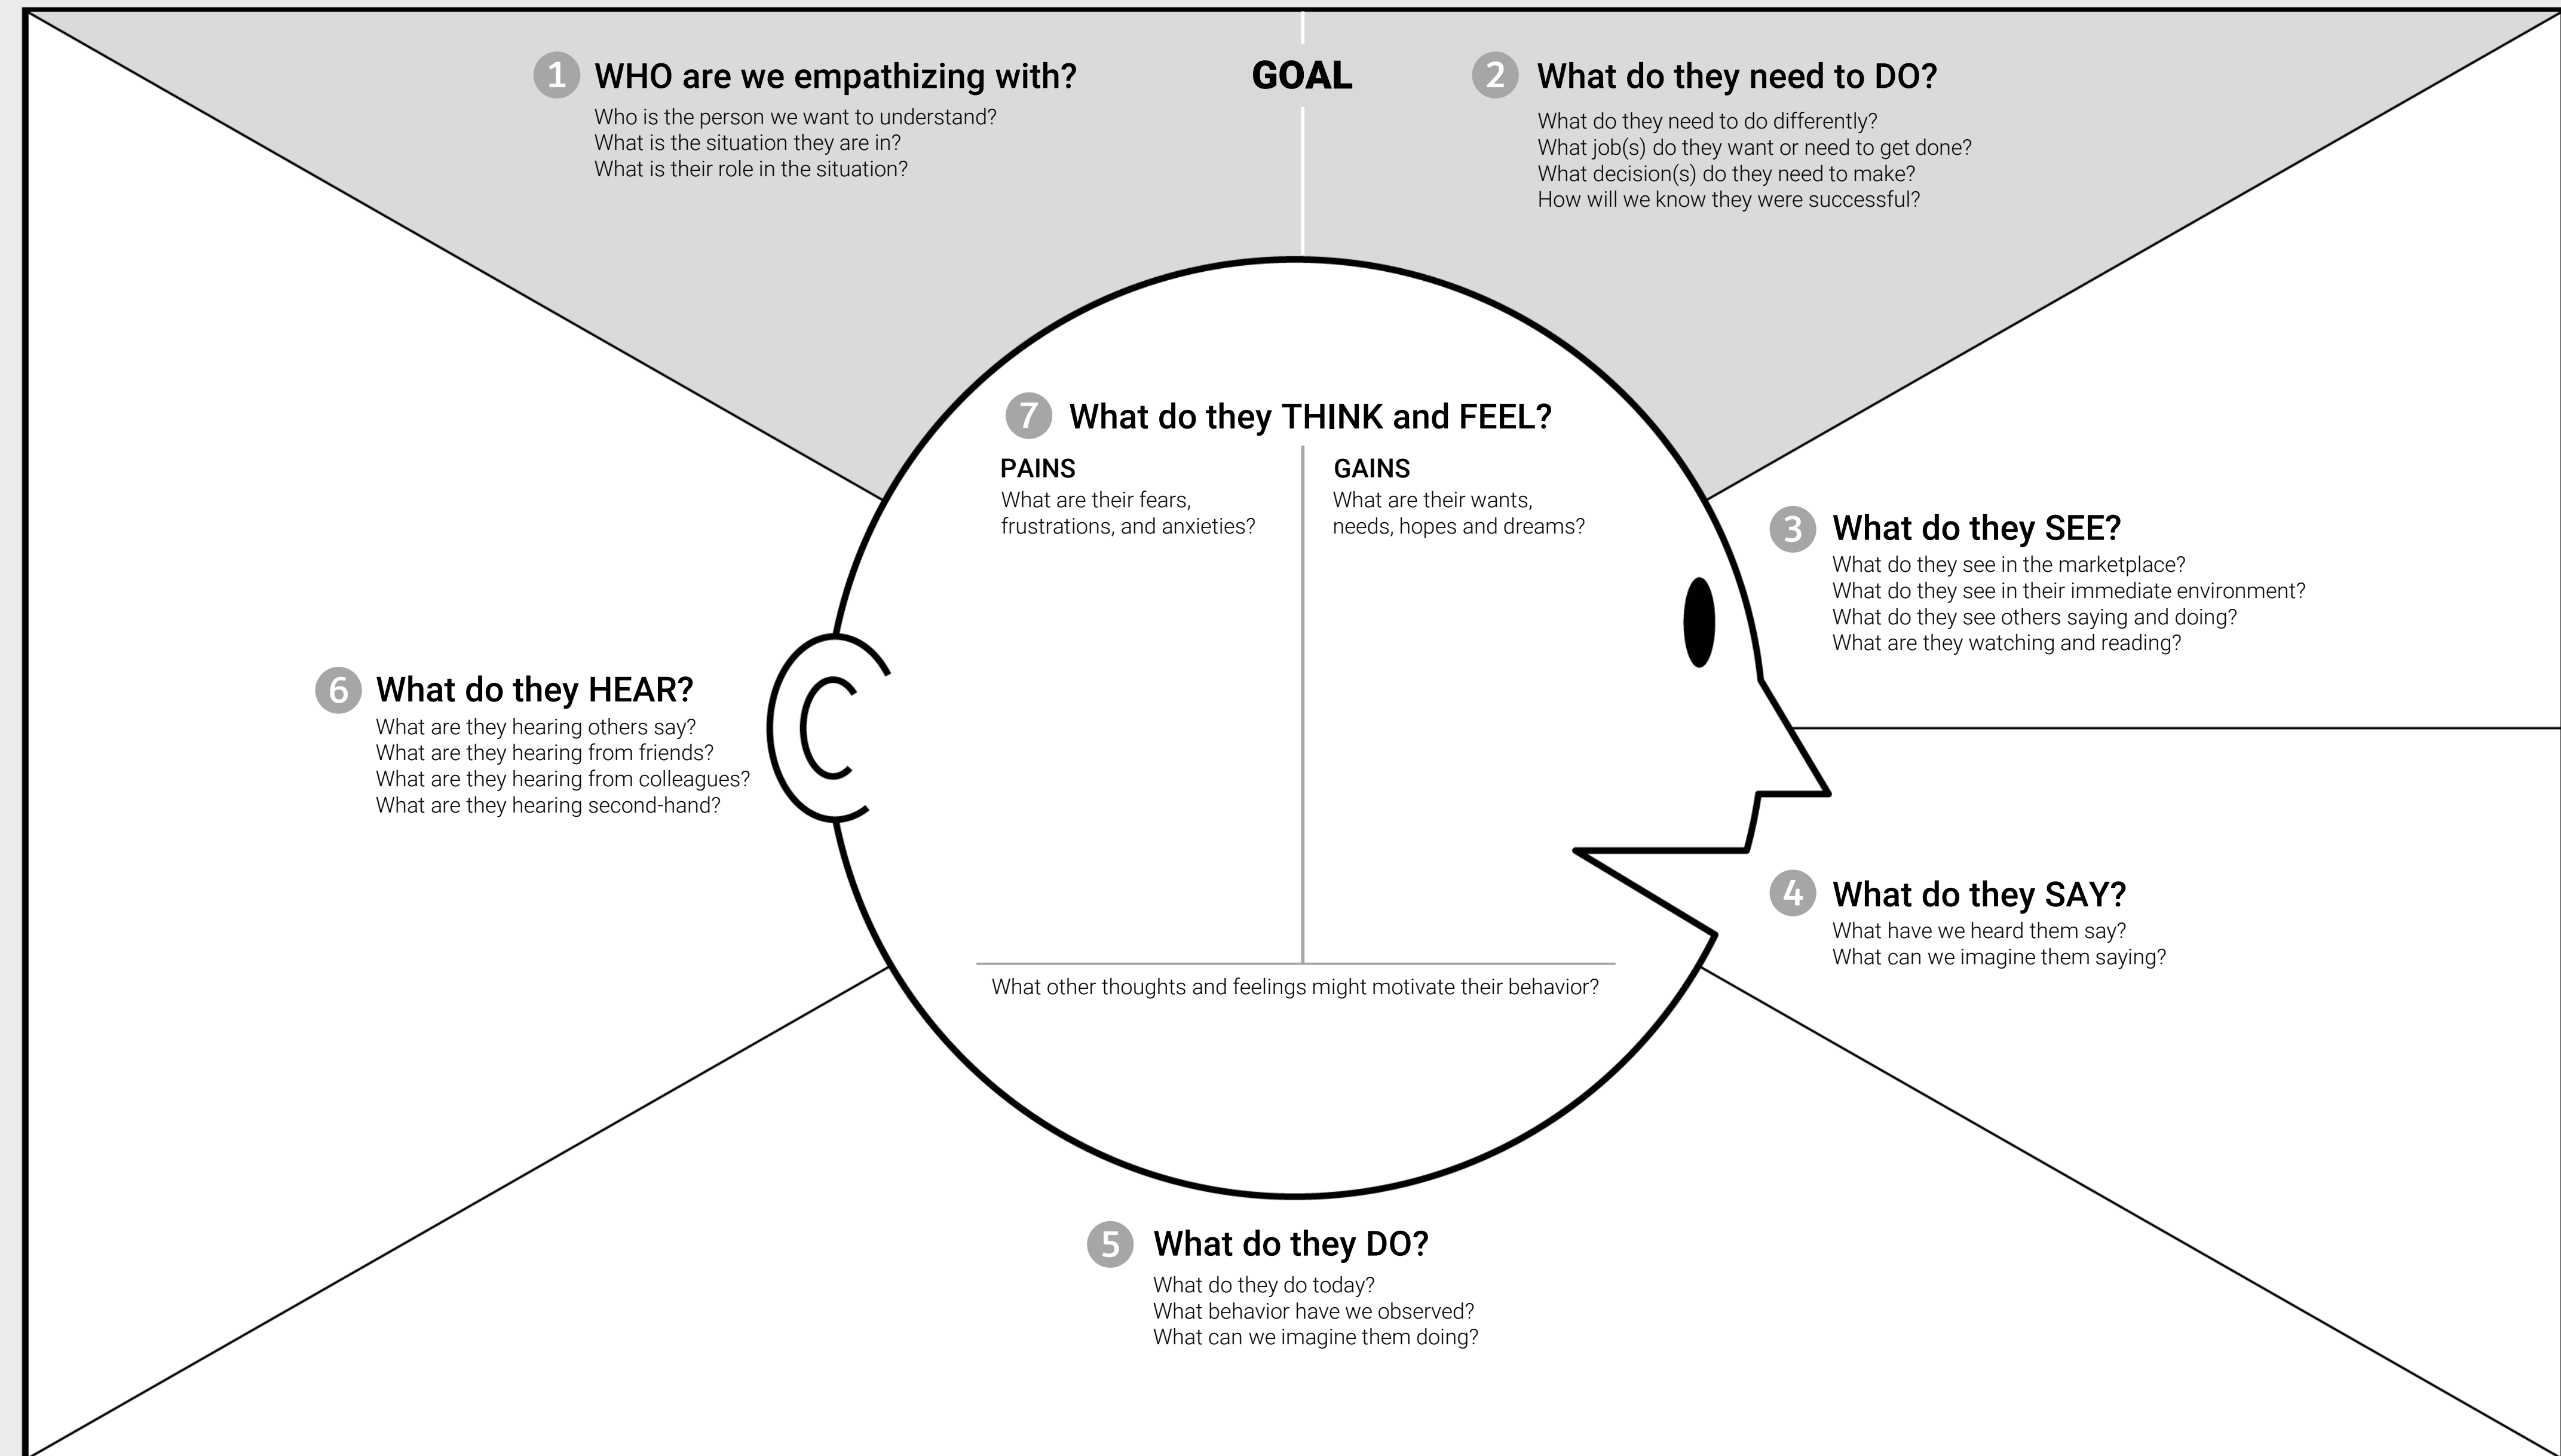 1 WHO are we empathizing with?
Who is the person we want to understand?
What is the situation they are in?
What is their role in the situation?
GOAL
2 What do they need to DO?
What do they need to do differently?
What job(s) do they want or need to get done?
What decision(s) do they need to make?
How will we know they were successful?
3 What do they SEE?
What do they see in the marketplace?
What do they see in their immediate environment?
What do they see others saying and doing?
What are they watching and reading?
4 What do they SAY?
What have we heard them say?
What can we imagine them saying?
5 What do they DO?
What do they do today?
What behavior have we observed?
What can we imagine them doing?
6 What do they HEAR?
What are they hearing others say?
What are they hearing from friends?
What are they hearing from colleagues?
What are they hearing second-hand?
7 What do they THINK and FEEL?
PAINS
What are their fears,
frustrations, and anxieties?
GAINS
What are their wants,
needs, hopes and dreams?
What other thoughts and feelings might motivate their behavior?